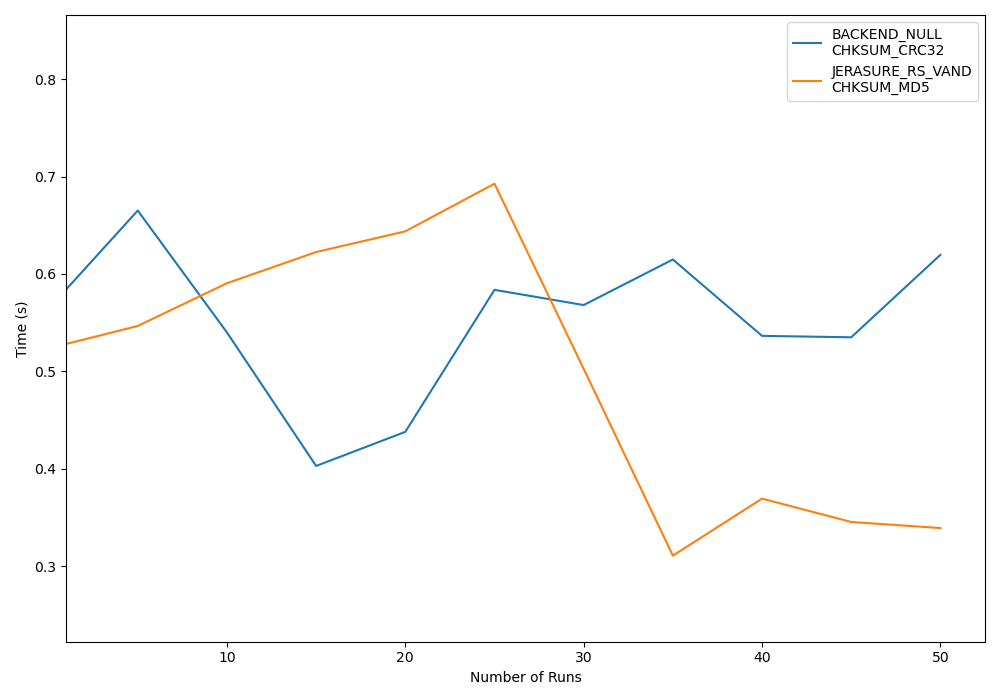 BACKEND_NULL
CHKSUM_CRC32
JERASURE_RS_VAND
CHKSUM_MD5
0.8
0.7
0.6
0.5
0.4
0.3
Time (s)
10 20 30 40 50
Number of Runs